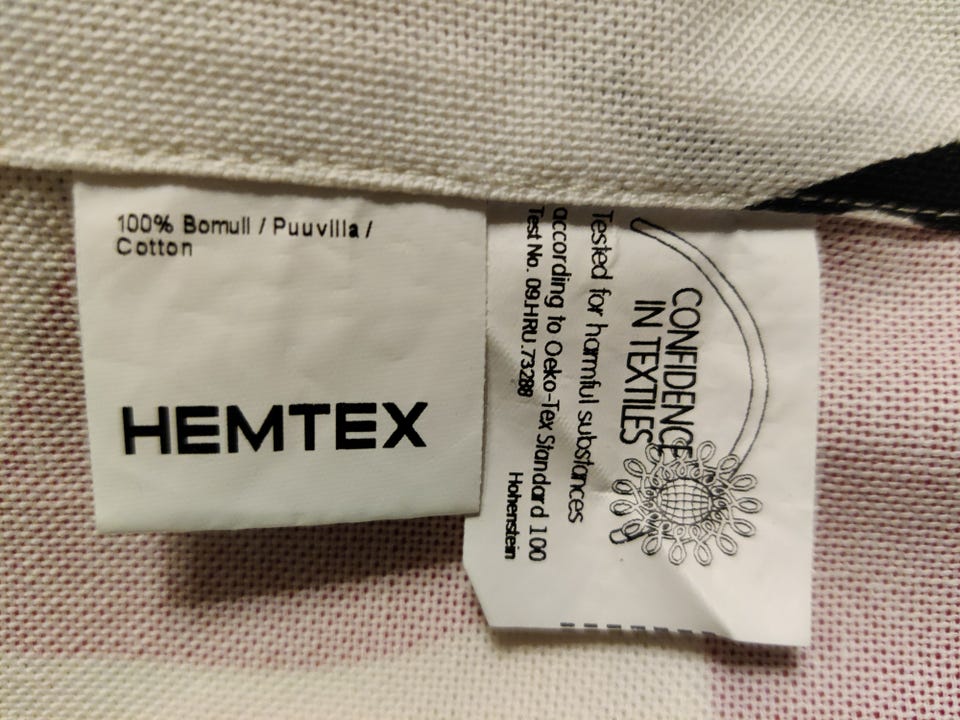 100% Bomull / Puuvilla /
Cotton
HEMTEX
CONFIDENCE
IN TEXTILES
Tested for harmful substances
according to Oeko-Tex Standard 100
Test No. 09.HRU.73288
Hohenstein